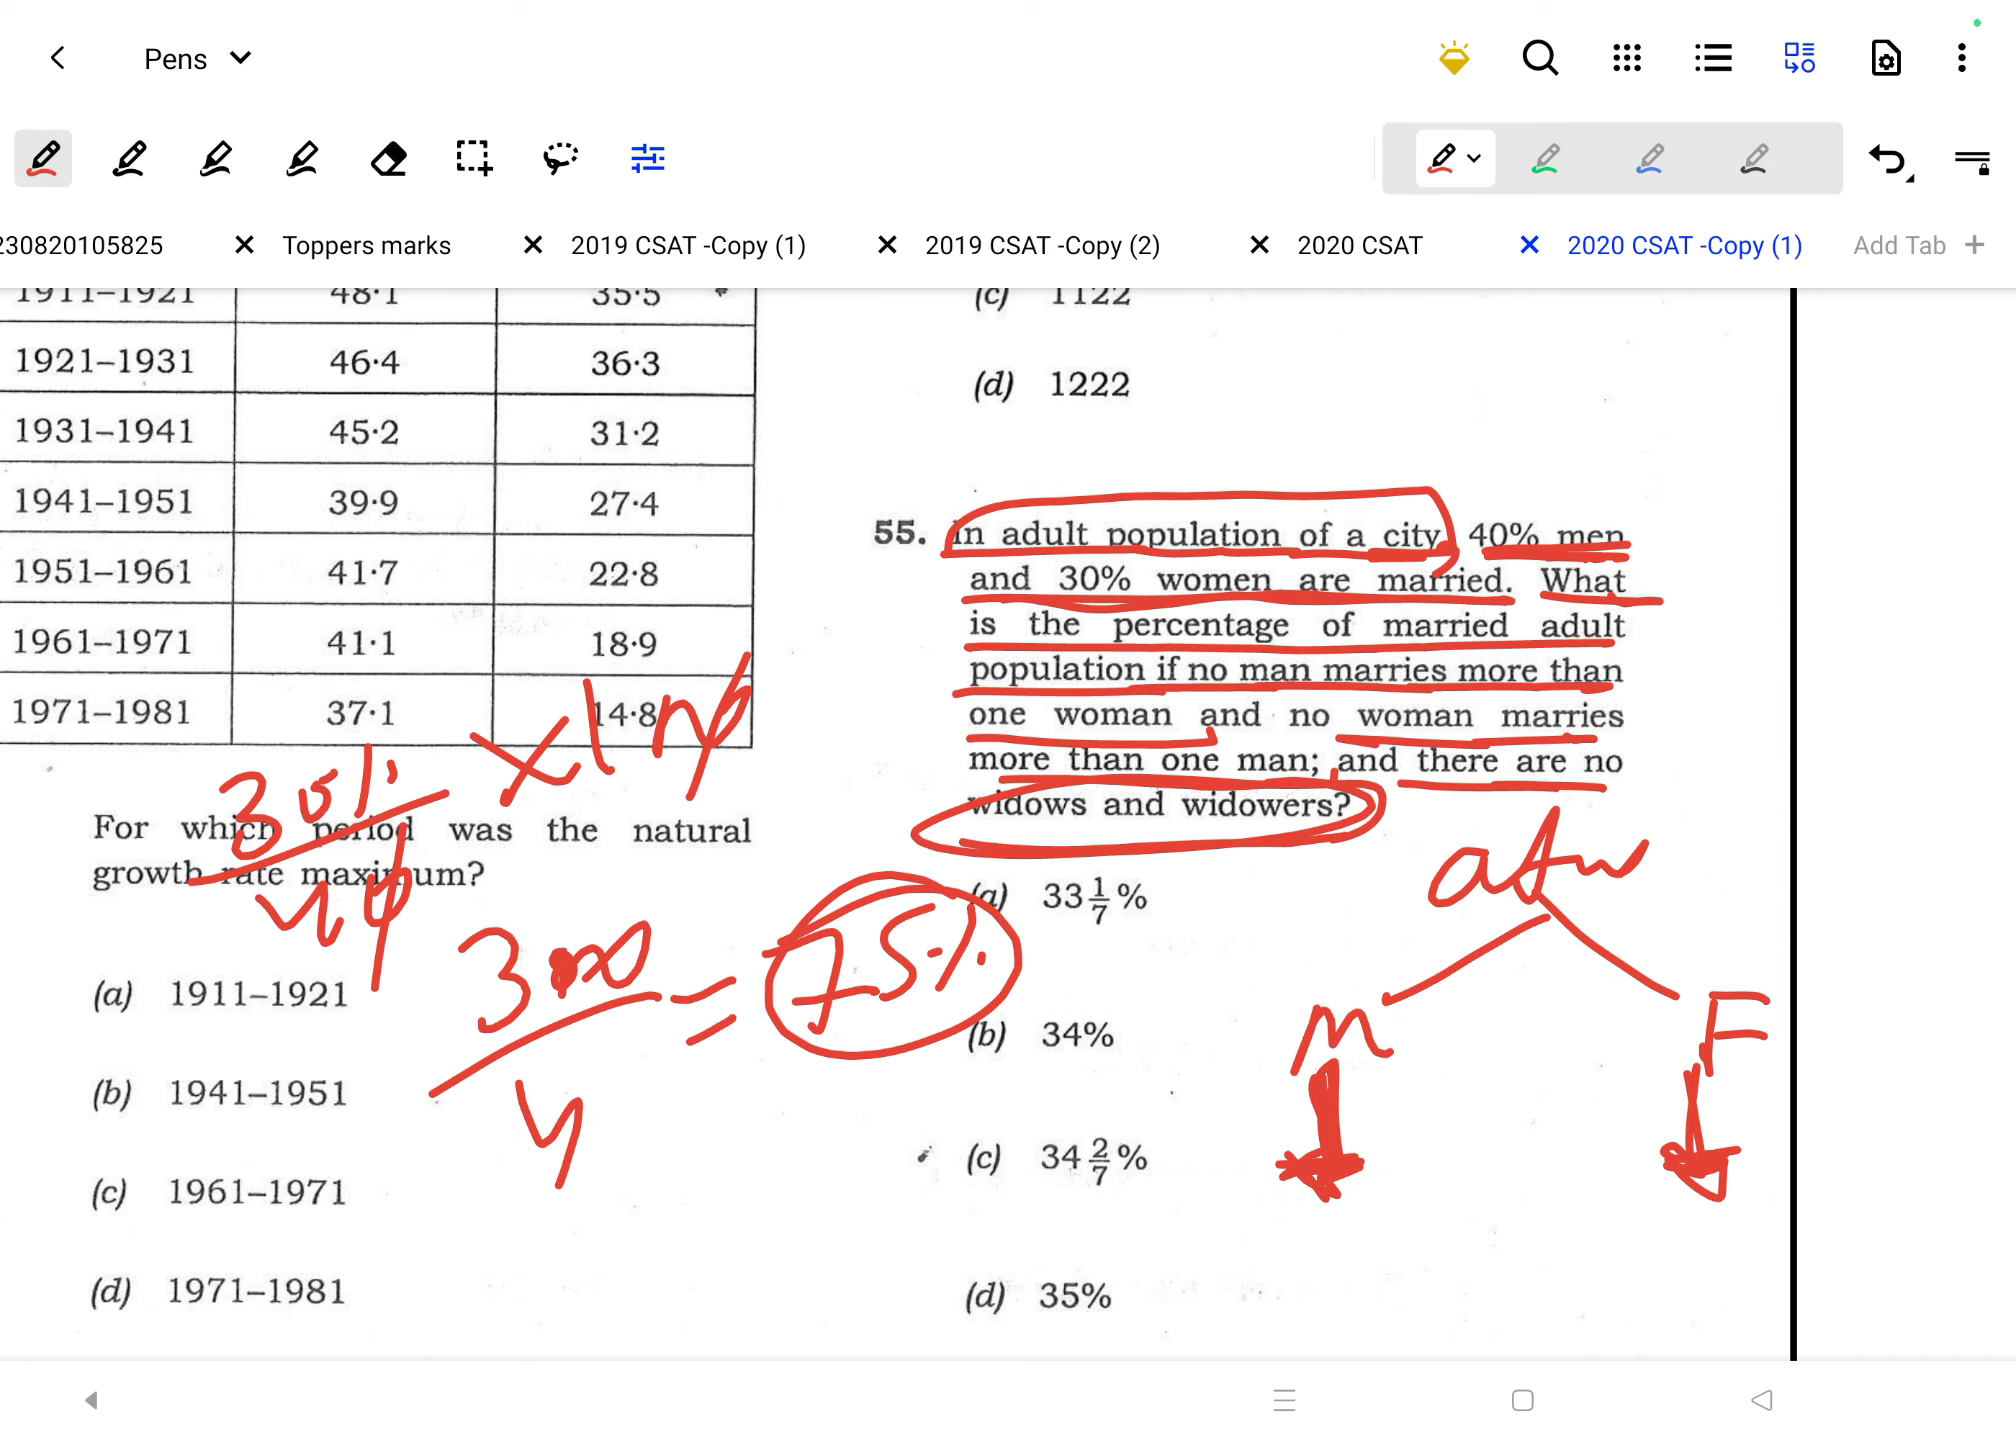 Pens
230820105825
Toppers marks
2019 CSAT -Copy (1)
2019 CSAT -Copy (2)
2020 CSAT
2020 CSAT -Copy (1)
Add Tab +
1911–1921 48·1 35·5
1921–1931 46·4 36·3
1931–1941 45·2 31·2
1941–1951 39·9 27·4
1951–1961 41·7 22·8
1961–1971 41·1 18·9
1971–1981 37·1 14·8
For which period was the natural
growth rate maximum?
(a) 1911–1921
(b) 1941–1951
(c) 1961–1971
(d) 1971–1981
(c) 1122
(d) 1222
55. In adult population of a city, 40% men
and 30% women are married. What
is the percentage of married adult
population if no man marries more than
one woman and no woman marries
more than one man; and there are no
widows and widowers?
(a) 33 1/7 %
(b) 34%
(c) 34 2/7 %
(d) 35%
300
4
= 75%
M
F